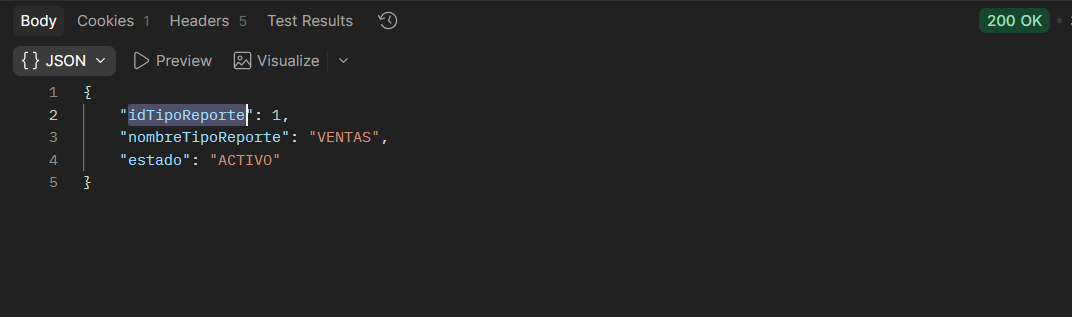 Body Cookies 1 Headers 5 Test Results 200 OK
{} JSON Preview Visualize
1 {
2 "idTipoReporte": 1,
3 "nombreTipoReporte": "VENTAS",
4 "estado": "ACTIVO"
5 }